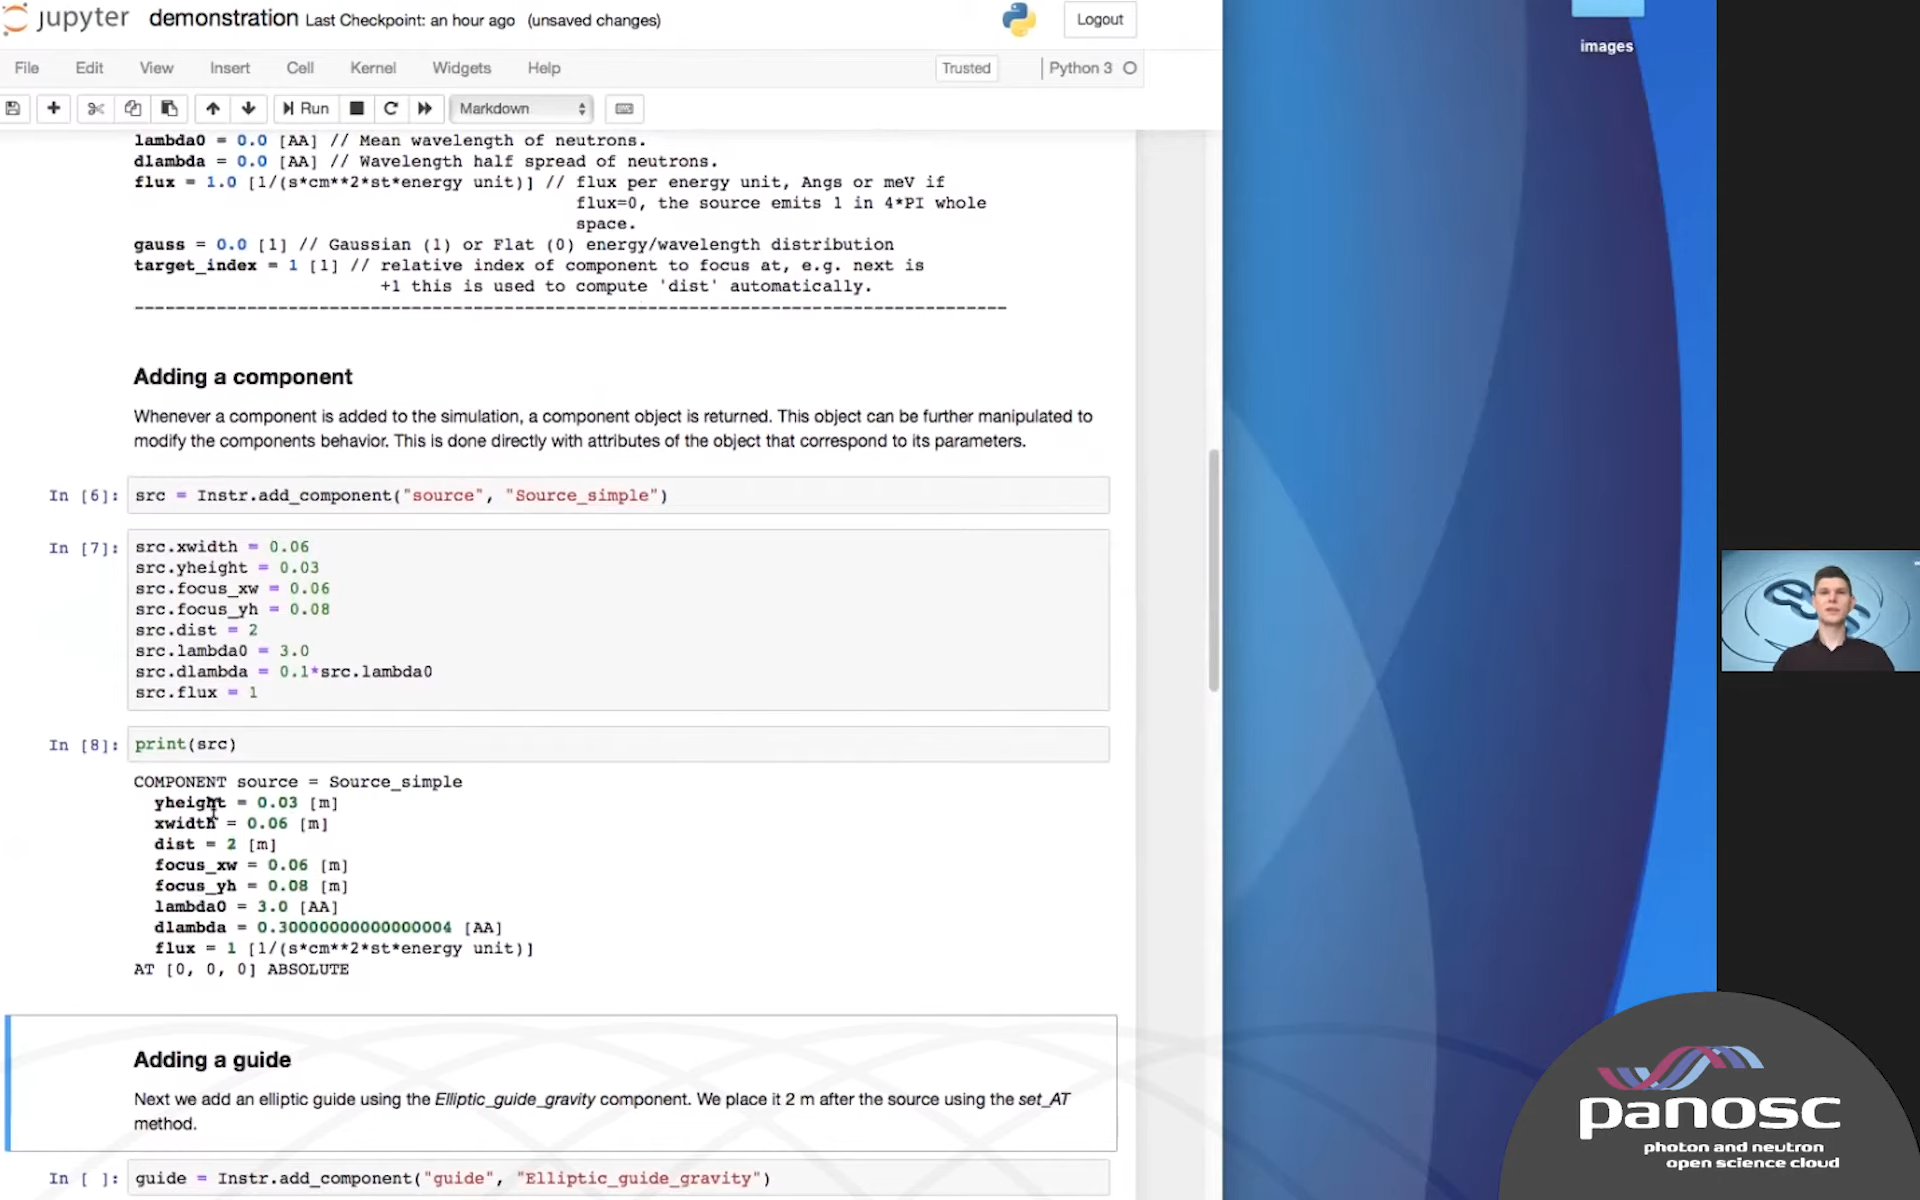 jupyter demonstration Last Checkpoint: an hour ago (unsaved changes)
Logout
File Edit View Insert Cell Kernel Widgets Help
Trusted
Python 3
Run
Markdown
lambda0 = 0.0 [AA] // Mean wavelength of neutrons.
dlambda = 0.0 [AA] // Wavelength half spread of neutrons.
flux = 1.0 [1/(s*cm**2*st*energy unit)] // flux per energy unit, Angs or meV if
flux=0, the source emits 1 in 4*PI whole
space.
gauss = 0.0 [1] // Gaussian (1) or Flat (0) energy/wavelength distribution
target_index = 1 [1] // relative index of component to focus at, e.g. next is
+1 this is used to compute 'dist' automatically.
-------------------------------------------------------------------------------------
Adding a component
Whenever a component is added to the simulation, a component object is returned. This object can be further manipulated to
modify the components behavior. This is done directly with attributes of the object that correspond to its parameters.
In [6]: src = Instr.add_component("source", "Source_simple")
In [7]: src.xwidth = 0.06
src.yheight = 0.03
src.focus_xw = 0.06
src.focus_yh = 0.08
src.dist = 2
src.lambda0 = 3.0
src.dlambda = 0.1*src.lambda0
src.flux = 1
In [8]: print(src)
COMPONENT source = Source_simple
yheight = 0.03 [m]
xwidth = 0.06 [m]
dist = 2 [m]
focus_xw = 0.06 [m]
focus_yh = 0.08 [m]
lambda0 = 3.0 [AA]
dlambda = 0.30000000000000004 [AA]
flux = 1 [1/(s*cm**2*st*energy unit)]
AT [0, 0, 0] ABSOLUTE
Adding a guide
Next we add an elliptic guide using the Elliptic_guide_gravity component. We place it 2 m after the source using the set_AT
method.
In [ ]: guide = Instr.add_component("guide", "Elliptic_guide_gravity")
images
ess
panosc
photon and neutron
open science cloud